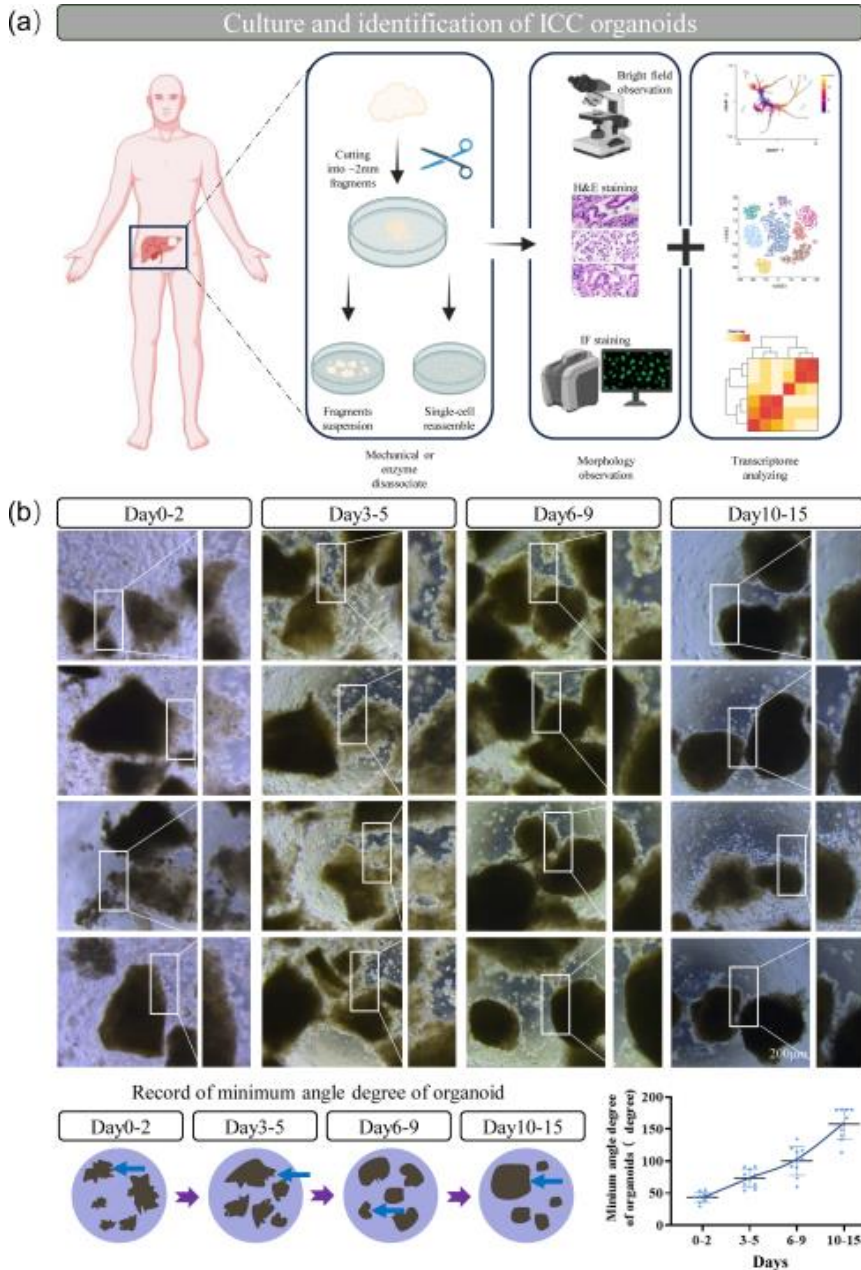 (a)
Culture and identification of ICC organoids
Cutting
into ~2mm
fragments
Fragments
suspension
Single-cell
reassemble
Mechanical or
enzyme
disassociate
Bright field
observation
H&E staining
IF staining
Morphology
observation
Transcriptome
analyzing
(b)
Day0-2
Day3-5
Day6-9
Day10-15
200μm
Record of minimum angle degree of organoid
Day0-2
Day3-5
Day6-9
Day10-15
Minium angle degree
of organoids ( degree)
200
150
100
50
0
0-2
3-5
6-9
10-15
Days